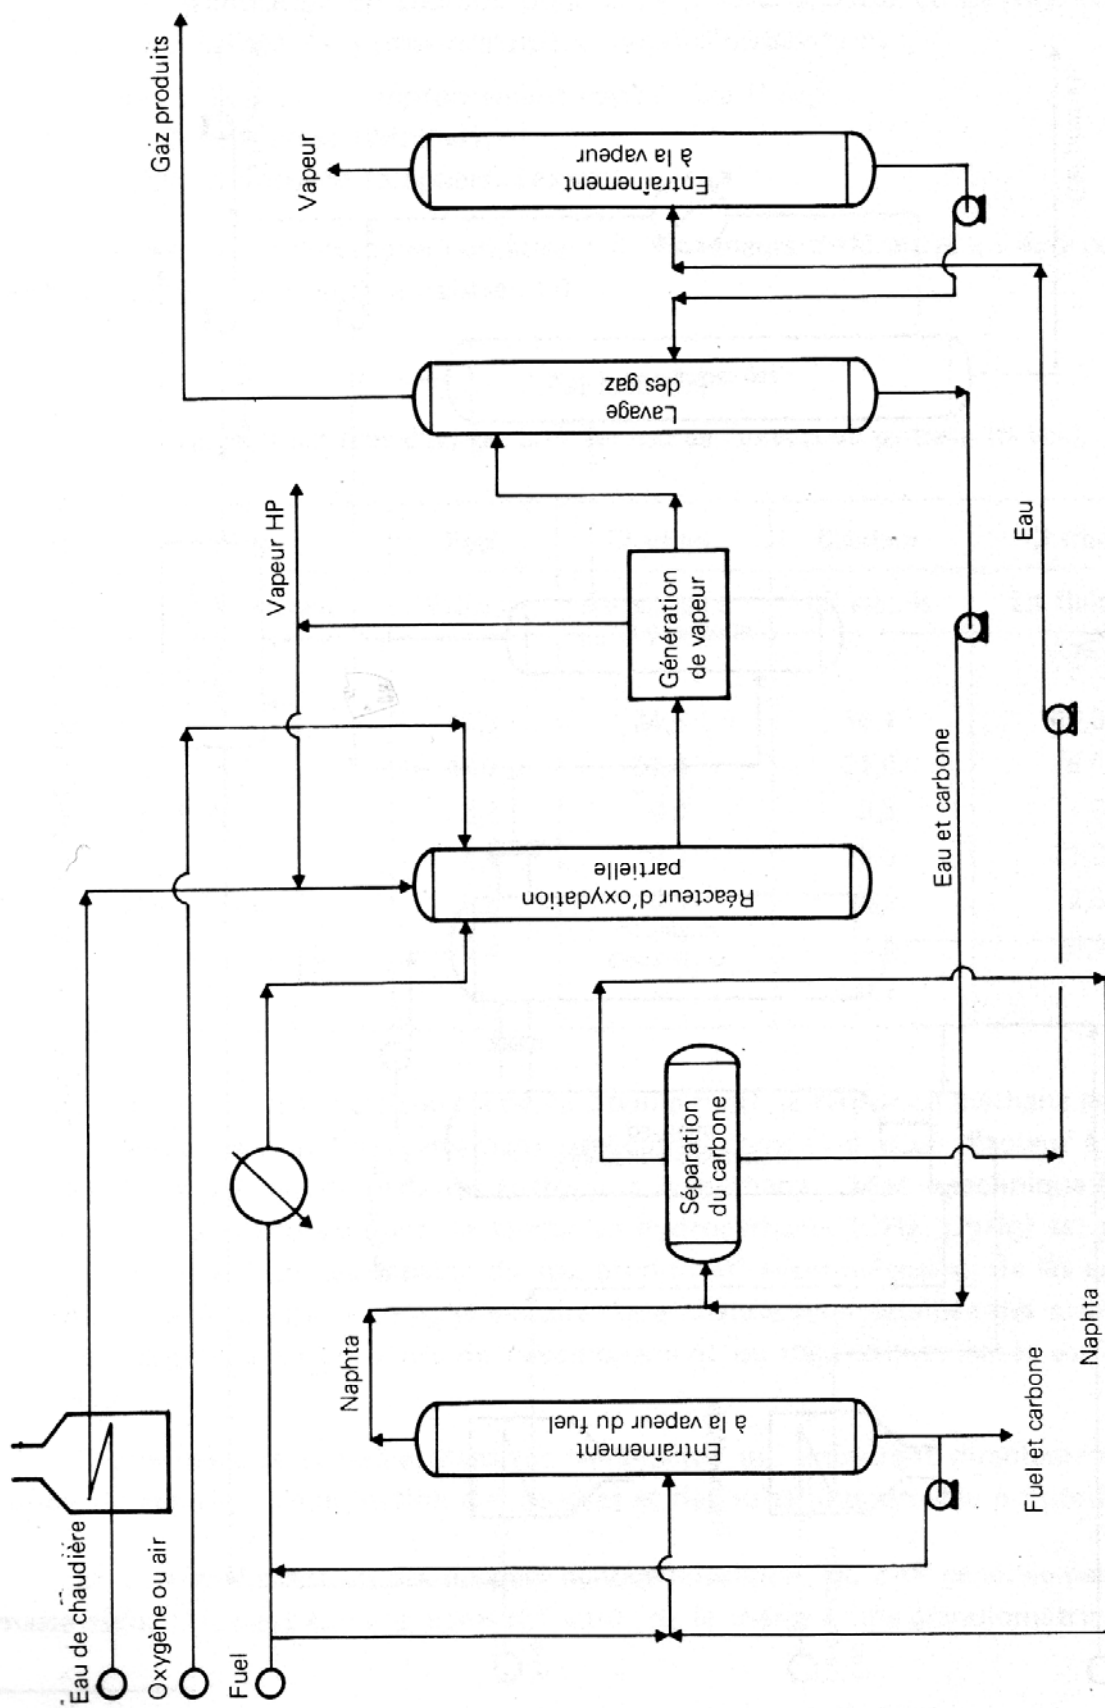 Eau de chaudière
Oxygène ou air
Fuel
Gaz produits
Vapeur
Vapeur HP
Entraînement
à la vapeur
Lavage
des gaz
Génération
de vapeur
Réacteur d'oxydation
partielle
Séparation
du carbone
Naphta
Entraînement
à la vapeur du fuel
Fuel et carbone
Eau et carbone
Eau
Naphta